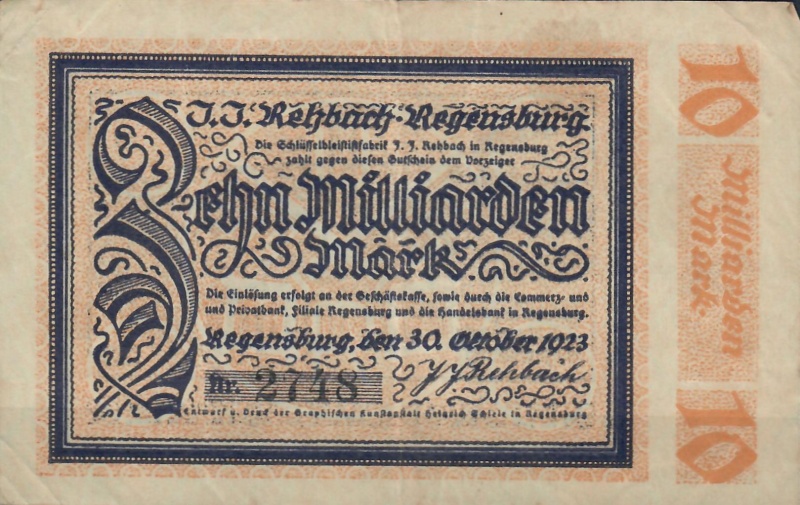 J. J. Rehbach · Regensburg.
Die Schlüsselbleistiftfabrik J. J. Rehbach in Regensburg
zahlt gegen diesen Gutschein dem Vorzeiger
Zehn Milliarden
Mark
Die Einlösung erfolgt an der Geschäftskasse, sowie durch die Commerz- und
und Privatbank, Filiale Regensburg und die Handelsbank in Regensburg.
Regensburg, den 30. Oktober 1923
Nr. 2748
J J Rehbach
Entwurf u. Druck der Graphischen Kunstanstalt Heinrich Schiele in Regensburg
10
Milliarden
Mark
10